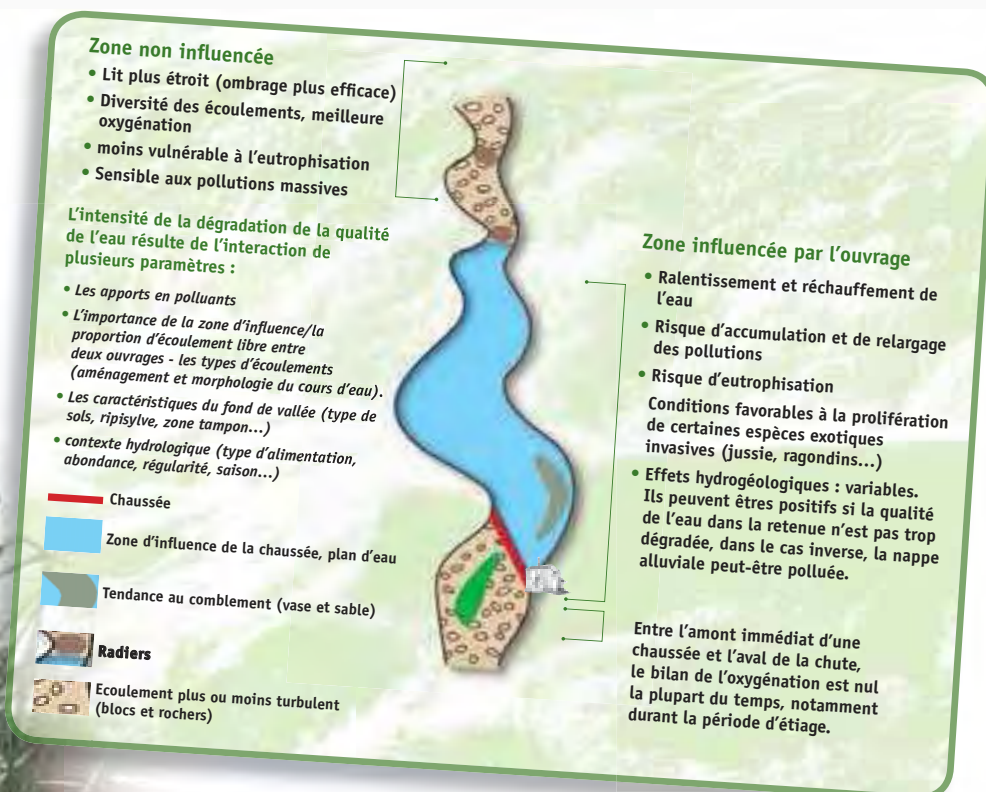 Zone non influencée
• Lit plus étroit (ombrage plus efficace)
• Diversité des écoulements, meilleure
oxygénation
• moins vulnérable à l'eutrophisation
• Sensible aux pollutions massives
L'intensité de la dégradation de la qualité
de l'eau résulte de l'interaction de
plusieurs paramètres :
• Les apports en polluants
• L'importance de la zone d'influence/la
proportion d'écoulement libre entre
deux ouvrages - les types d'écoulements
(aménagement et morphologie du cours d'eau).
• Les caractéristiques du fond de vallée (type de
sols, ripisylve, zone tampon...)
• contexte hydrologique (type d'alimentation,
abondance, régularité, saison...)
Chaussée
Zone d'influence de la chaussée, plan d'eau
Tendance au comblement (vase et sable)
Radiers
Ecoulement plus ou moins turbulent
(blocs et rochers)
Zone influencée par l'ouvrage
• Ralentissement et réchauffement de
l'eau
• Risque d'accumulation et de relargage
des pollutions
• Risque d'eutrophisation
Conditions favorables à la prolifération
de certaines espèces exotiques
invasives (jussie, ragondins...)
• Effets hydrogéologiques : variables.
Ils peuvent êtres positifs si la qualité
de l'eau dans la retenue n'est pas trop
dégradée, dans le cas inverse, la nappe
alluviale peut-être polluée.
Entre l'amont immédiat d'une
chaussée et l'aval de la chute,
le bilan de l'oxygénation est nul
la plupart du temps, notamment
durant la période d'étiage.